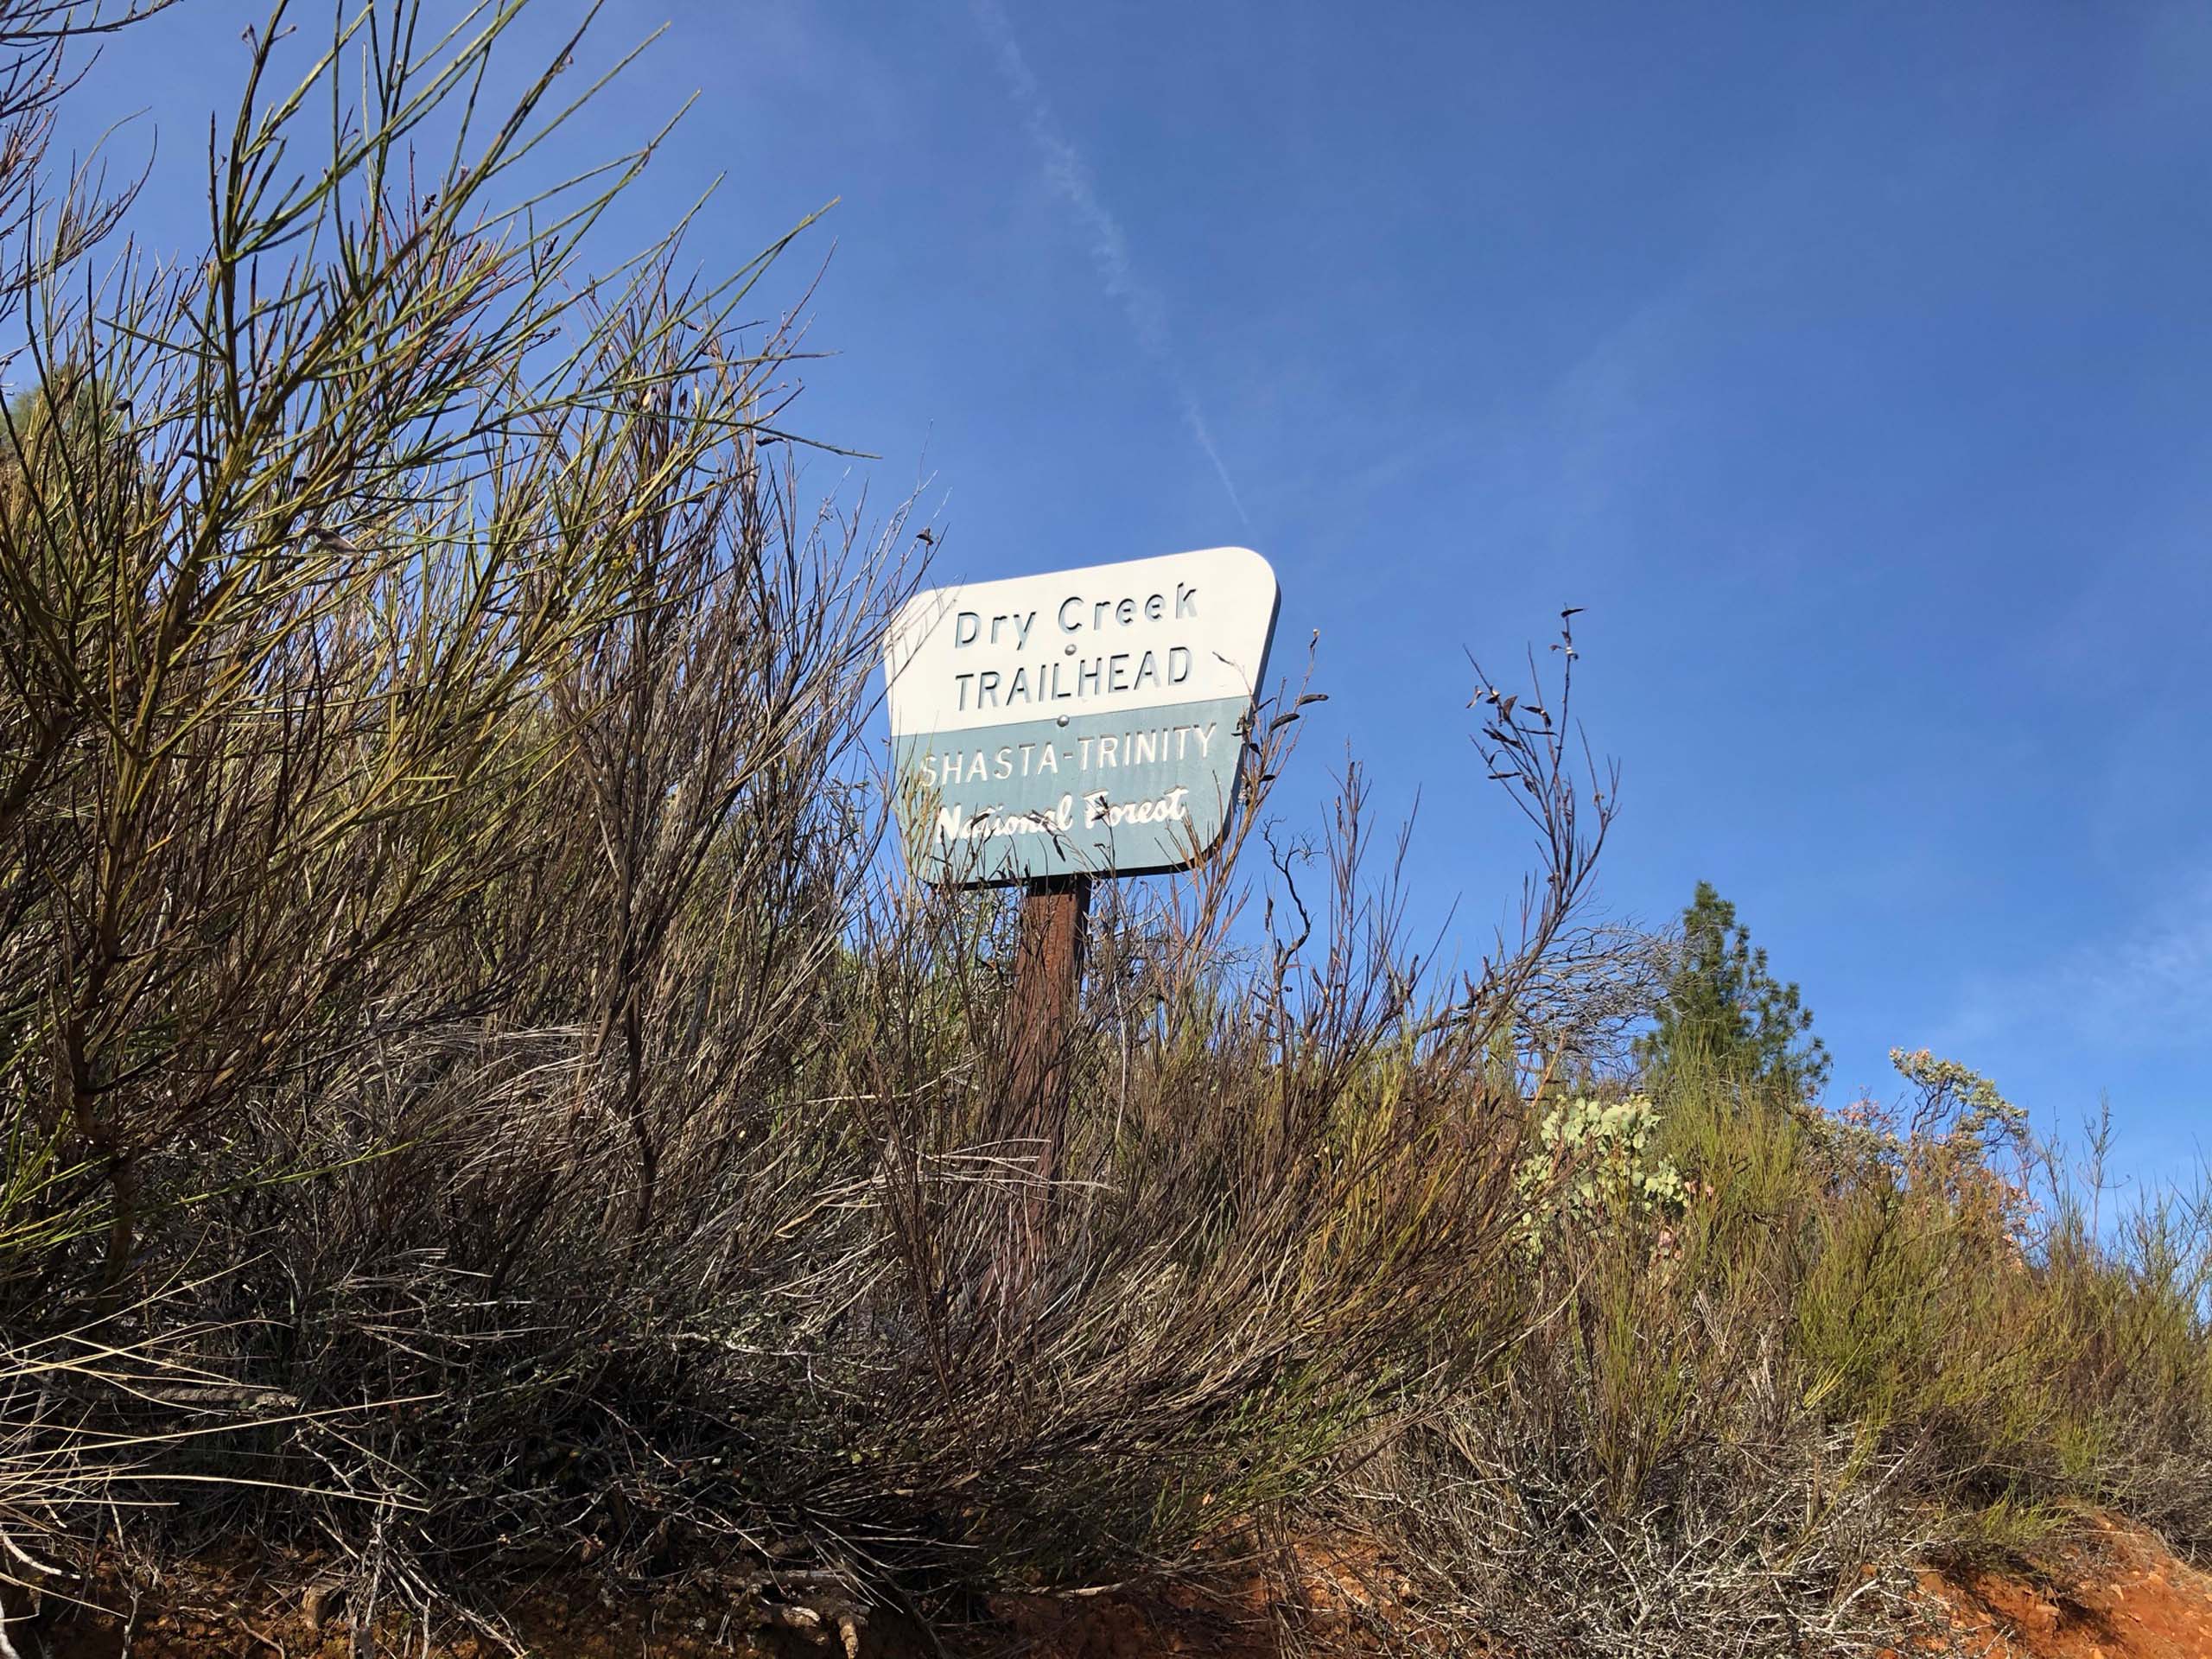 Dry Creek
TRAILHEAD
SHASTA-TRINITY
National Forest